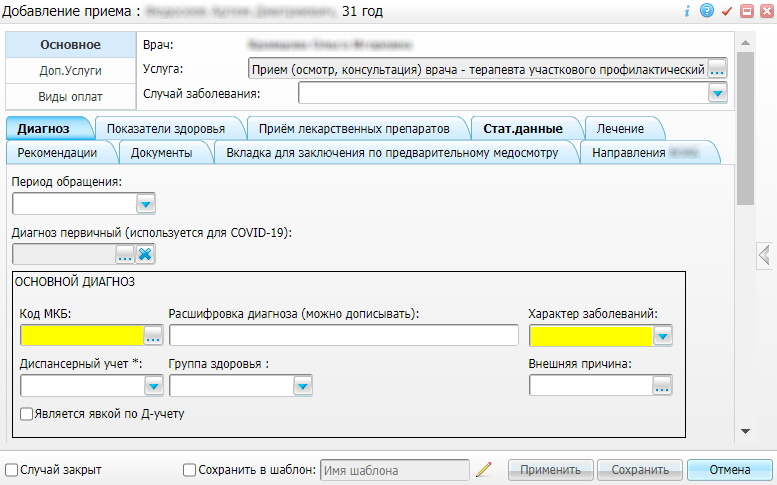 Добавление приема : 31 год
Основное
Доп.Услуги
Виды оплат
Врач:
Услуга: Прием (осмотр, консультация) врача - терапевта участкового профилактический ...
Случай заболевания:
Диагноз Показатели здоровья Приём лекарственных препаратов Стат.данные Лечение
Рекомендации Документы Вкладка для заключения по предварительному медосмотру Направления
Период обращения:
Диагноз первичный (используется для COVID-19):
...
ОСНОВНОЙ ДИАГНОЗ
Код МКБ: Расшифровка диагноза (можно дописывать): Характер заболеваний:
...
Диспансерный учет *: Группа здоровья : Внешняя причина:
...
Является явкой по Д-учету
Случай закрыт Сохранить в шаблон: Имя шаблона Применить Сохранить Отмена